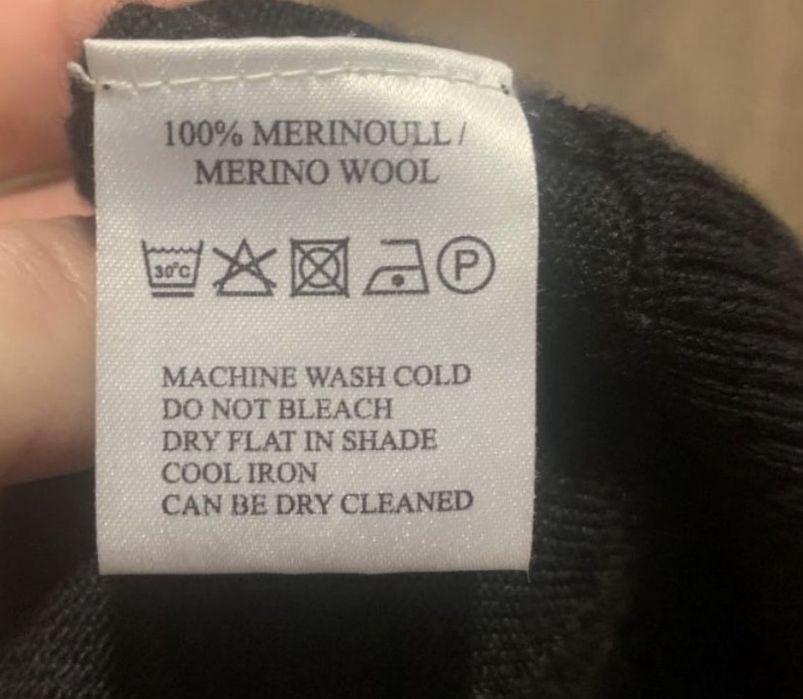 100% MERINOULL /
MERINO WOOL
30°C P
MACHINE WASH COLD
DO NOT BLEACH
DRY FLAT IN SHADE
COOL IRON
CAN BE DRY CLEANED